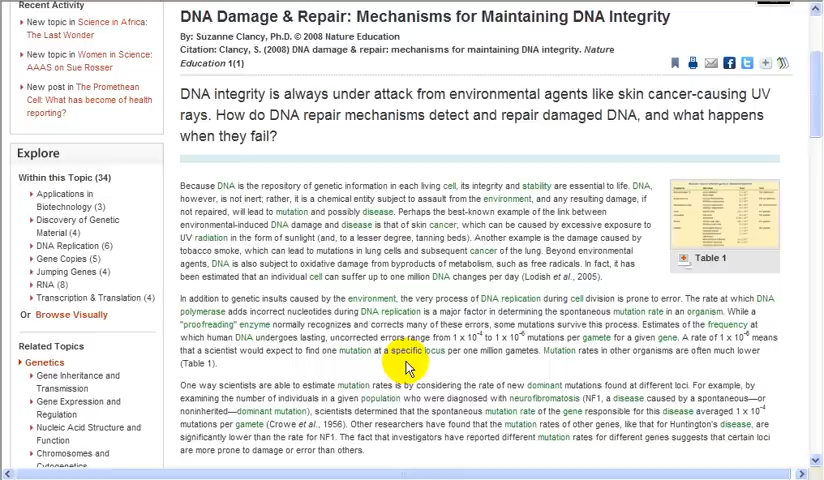 Recent Activity
New topic in Science in Africa:
The Last Wonder
New topic in Women in Science:
AAAS on Sue Rosser
New post in The Promethean
Cell: What has become of health
reporting?
Explore
Within this Topic (34)
Applications in
Biotechnology (3)
Discovery of Genetic
Material (4)
DNA Replication (6)
Gene Copies (5)
Jumping Genes (4)
RNA (8)
Transcription & Translation (4)
Or Browse Visually
Related Topics
Genetics
Gene Inheritance and
Transmission
Gene Expression and
Regulation
Nucleic Acid Structure and
Function
Chromosomes and
Cytogenetics
DNA Damage & Repair: Mechanisms for Maintaining DNA Integrity
By: Suzanne Clancy, Ph.D. © 2008 Nature Education
Citation: Clancy, S. (2008) DNA damage & repair: mechanisms for maintaining DNA integrity. Nature
Education 1(1)
DNA integrity is always under attack from environmental agents like skin cancer-causing UV
rays. How do DNA repair mechanisms detect and repair damaged DNA, and what happens
when they fail?
Because DNA is the repository of genetic information in each living cell, its integrity and stability are essential to life. DNA,
however, is not inert; rather, it is a chemical entity subject to assault from the environment, and any resulting damage, if
not repaired, will lead to mutation and possibly disease. Perhaps the best-known example of the link between
environmental-induced DNA damage and disease is that of skin cancer, which can be caused by excessive exposure to
UV radiation in the form of sunlight (and, to a lesser degree, tanning beds). Another example is the damage caused by
tobacco smoke, which can lead to mutations in lung cells and subsequent cancer of the lung. Beyond environmental
agents, DNA is also subject to oxidative damage from byproducts of metabolism, such as free radicals. In fact, it has
been estimated that an individual cell can suffer up to one million DNA changes per day (Lodish et al., 2005).
Table 1
In addition to genetic insults caused by the environment, the very process of DNA replication during cell division is prone to error. The rate at which DNA
polymerase adds incorrect nucleotides during DNA replication is a major factor in determining the spontaneous mutation rate in an organism. While a
"proofreading" enzyme normally recognizes and corrects many of these errors, some mutations survive this process. Estimates of the frequency at
which human DNA undergoes lasting, uncorrected errors range from 1 x 10-4 to 1 x 10-6 mutations per gamete for a given gene. A rate of 1 x 10-6 means
that a scientist would expect to find one mutation at a specific locus per one million gametes. Mutation rates in other organisms are often much lower
(Table 1).
One way scientists are able to estimate mutation rates is by considering the rate of new dominant mutations found at different loci. For example, by
examining the number of individuals in a given population who were diagnosed with neurofibromatosis (NF1, a disease caused by a spontaneous—or
noninherited—dominant mutation), scientists determined that the spontaneous mutation rate of the gene responsible for this disease averaged 1 x 10-4
mutations per gamete (Crowe et al., 1956). Other researchers have found that the mutation rates of other genes, like that for Huntington's disease, are
significantly lower than the rate for NF1. The fact that investigators have reported different mutation rates for different genes suggests that certain loci
are more prone to damage or error than others.